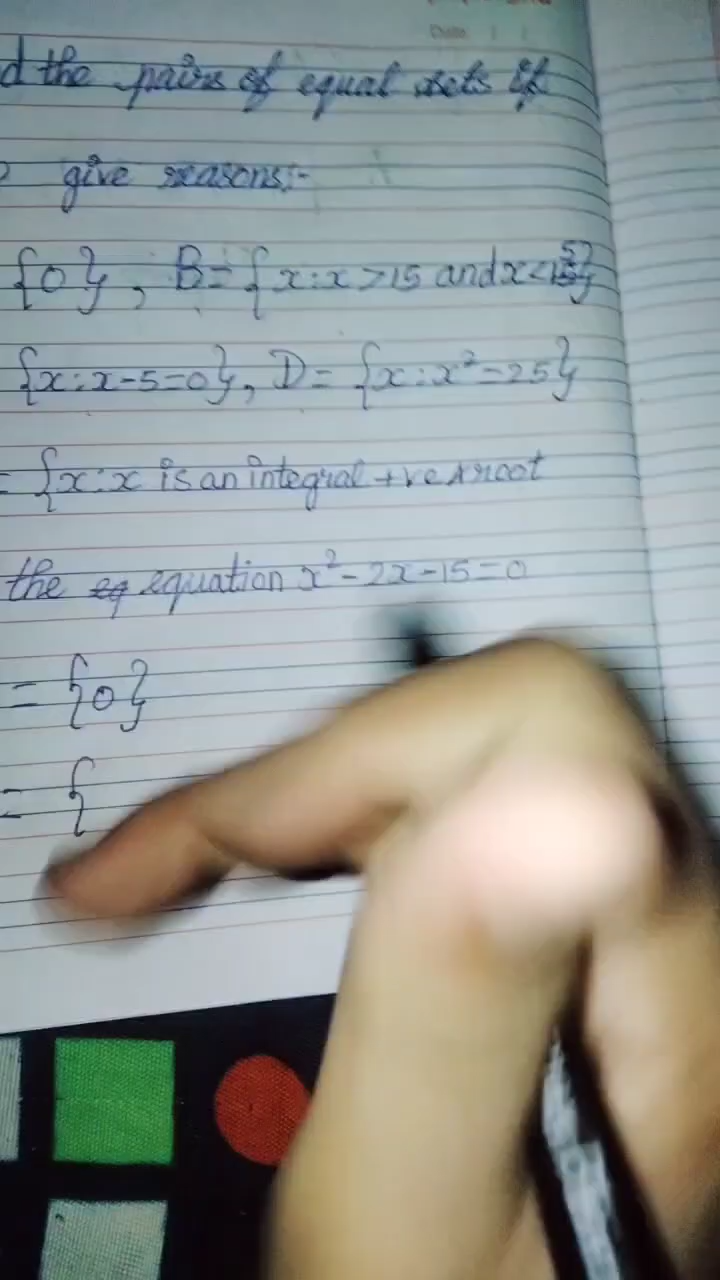 Date
d the pairs of equal sets if
give reasons:-
{0}, B= {x:x>15 and x<5}
{x:x-5=0}, D= {x:x²-25}
= {x:x is an integral +ve root
the equation x²-2x-15=0
= {0}
= {